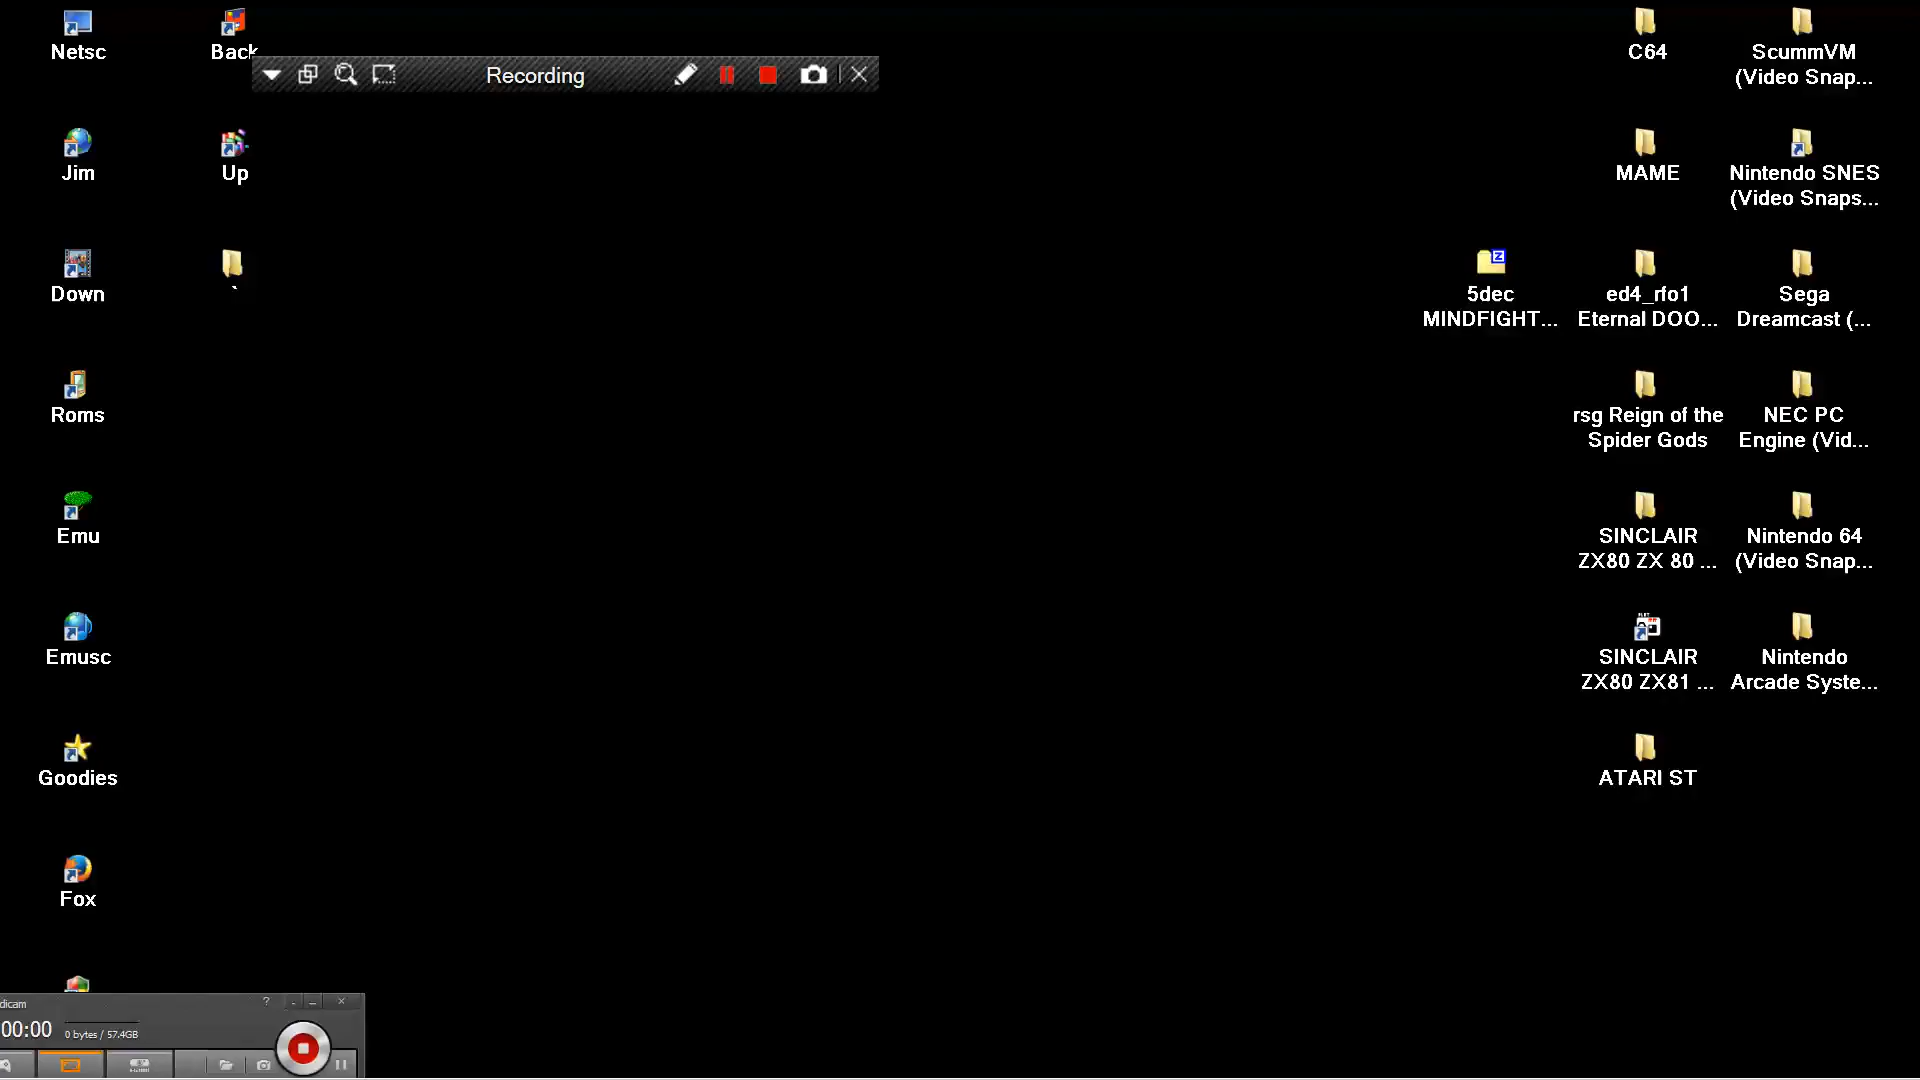 Netsc
Back
Recording
C64
ScummVM
(Video Snap...
Jim
Up
MAME
Nintendo SNES
(Video Snaps...
Down
`
5dec
MINDFIGHT...
ed4_rfo1
Eternal DOO...
Sega
Dreamcast (...
Roms
rsg Reign of the
Spider Gods
NEC PC
Engine (Vid...
Emu
SINCLAIR
ZX80 ZX 80 ...
Nintendo 64
(Video Snap...
Emusc
SINCLAIR
ZX80 ZX81 ...
Nintendo
Arcade Syste...
Goodies
ATARI ST
Fox
dicam
?
00:00
0 bytes / 57.4GB